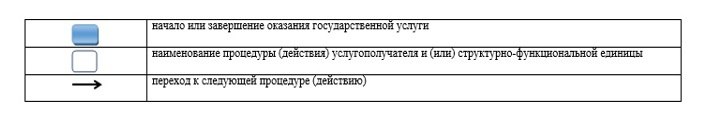 начало или завершение оказания государственной услуги
наименование процедуры (действия) услугополучателя и (или) структурно-функциональной единицы
переход к следующей процедуре (действию)